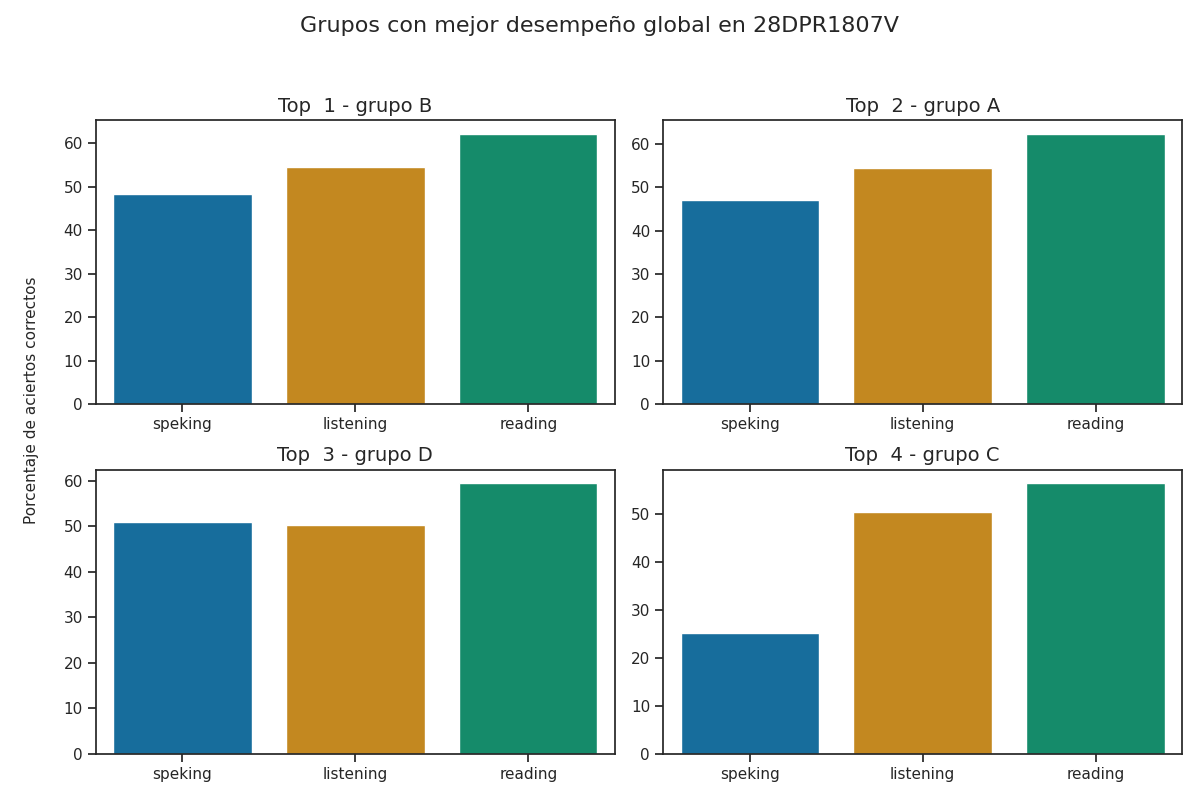 Grupos con mejor desempeño global en 28DPR1807V
Porcentaje de aciertos correctos
Top  1 - grupo B
60
50
40
30
20
10
0
speking listening reading
Top  2 - grupo A
60
50
40
30
20
10
0
speking listening reading
Top  3 - grupo D
60
50
40
30
20
10
0
speking listening reading
Top  4 - grupo C
50
40
30
20
10
0
speking listening reading